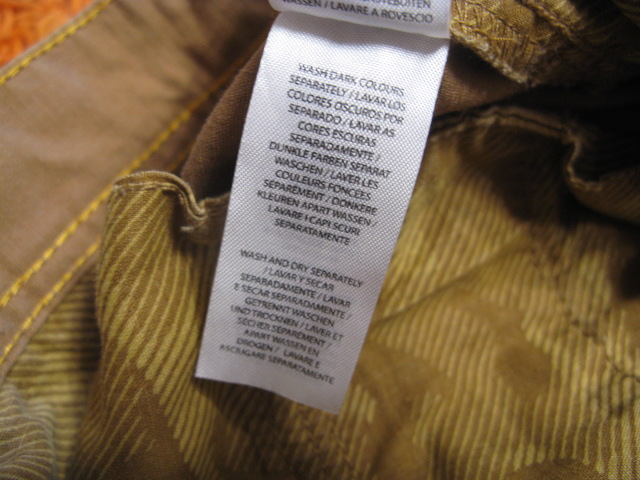 WASSEN / LAVARE A ROVESCIO
WASH DARK COLOURS
SEPARATELY / LAVAR LOS
COLORES OSCUROS POR
SEPARADO / LAVAR AS
CORES ESCURAS
SEPARADAMENTE /
DUNKLE FARBEN SEPARAT
WASCHEN / LAVER LES
COULEURS FONCÉES
SEPARÉMENT / DONKERE
KLEUREN APART WASSEN /
LAVARE I CAPI SCURI
SEPARATAMENTE
WASH AND DRY SEPARATELY
/ LAVAR Y SECAR
SEPARADAMENTE / LAVAR
E SECAR SEPARADAMENTE /
GETRENNT WASCHEN
UND TROCKNEN / LAVER ET
SÉCHER SÉPARÉMENT /
APART WASSEN EN
DROGEN / LAVARE E
ASCIUGARE SEPARATAMENTE